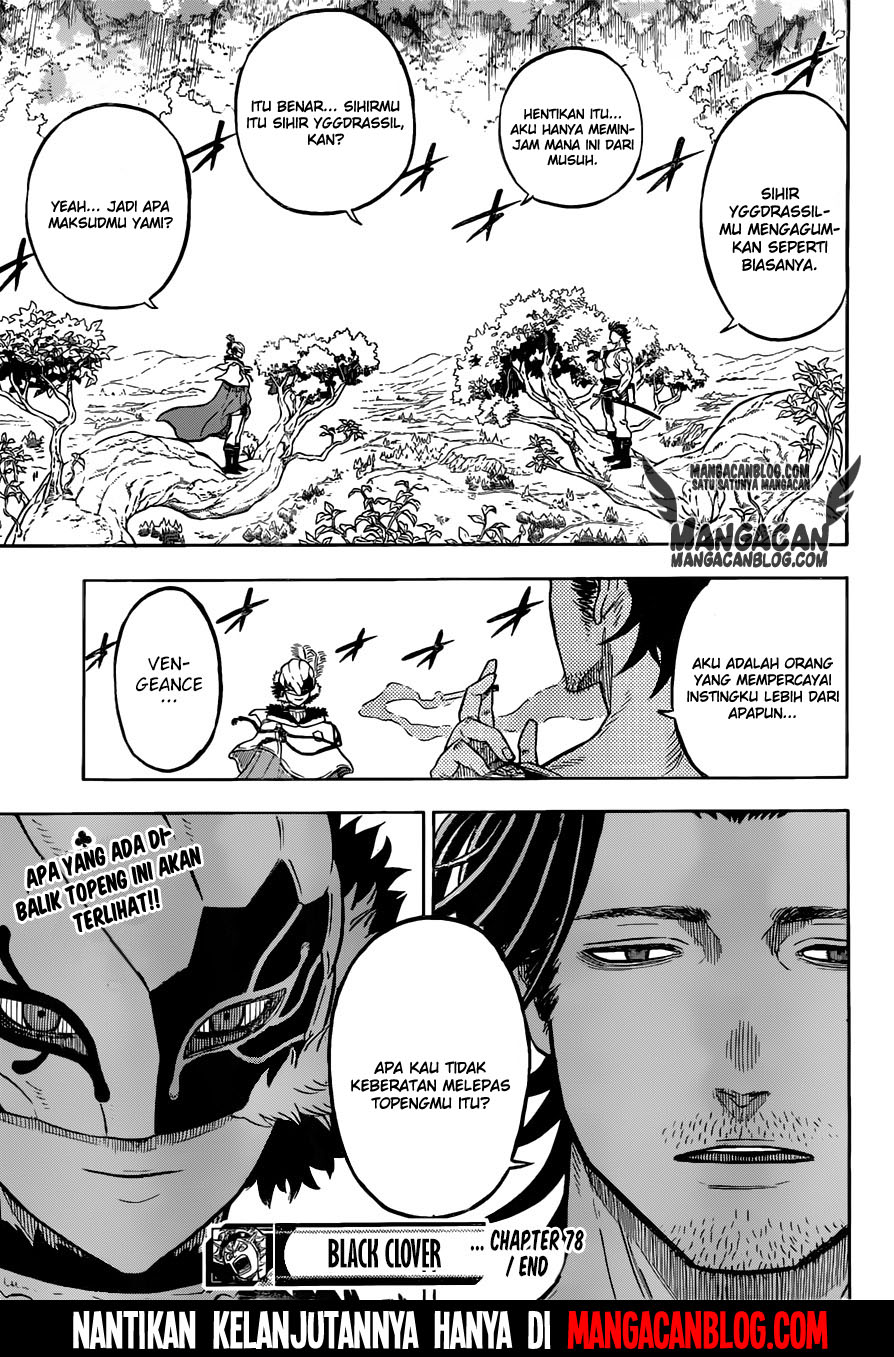 SIHIR
YGGDRASSIL-
MU MENGAGUM-
KAN SEPERTI
BIASANYA.
HENTIKAN ITU...
AKU HANYA MEMIN-
JAM MANA INI DARI
MUSUH.
ITU BENAR... SIHIRMU
ITU SIHIR YGGDRASSIL,
KAN?
YEAH... JADI APA
MAKSUDMU YAMI?
MANGACANBLOG.COM
SATU SATUNYA MANGACAN
MANGACAN
MANGACANBLOG.COM
AKU ADALAH ORANG
YANG MEMPERCAYAI
INSTINGKU LEBIH DARI
APAPUN...
VEN-
GEANCE
...
APA KAU TIDAK
KEBERATAN MELEPAS
TOPENGMU ITU?
APA YANG ADA DI-
BALIK TOPENG INI AKAN
TERLIHAT!!
BLACK CLOVER
... CHAPTER 78
/ END
NANTIKAN KELANJUTANNYA HANYA DI MANGACANBLOG.COM